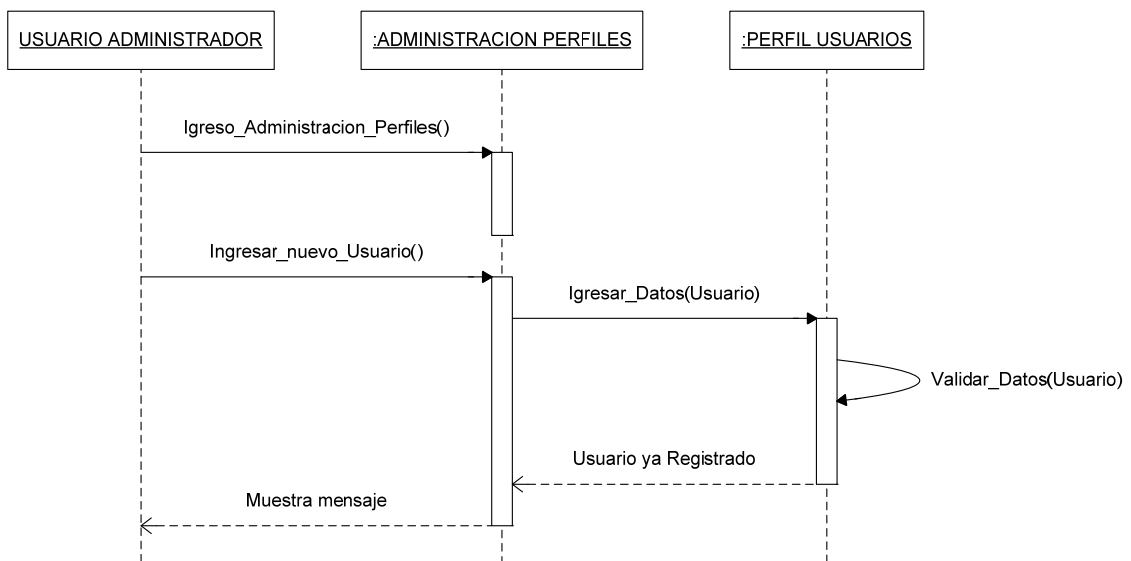 USUARIO ADMINISTRADOR
:ADMINISTRACION PERFILES
:PERFIL USUARIOS
Igreso_Administracion_Perfiles()
Ingresar_nuevo_Usuario()
Igresar_Datos(Usuario)
Validar_Datos(Usuario)
Usuario ya Registrado
Muestra mensaje